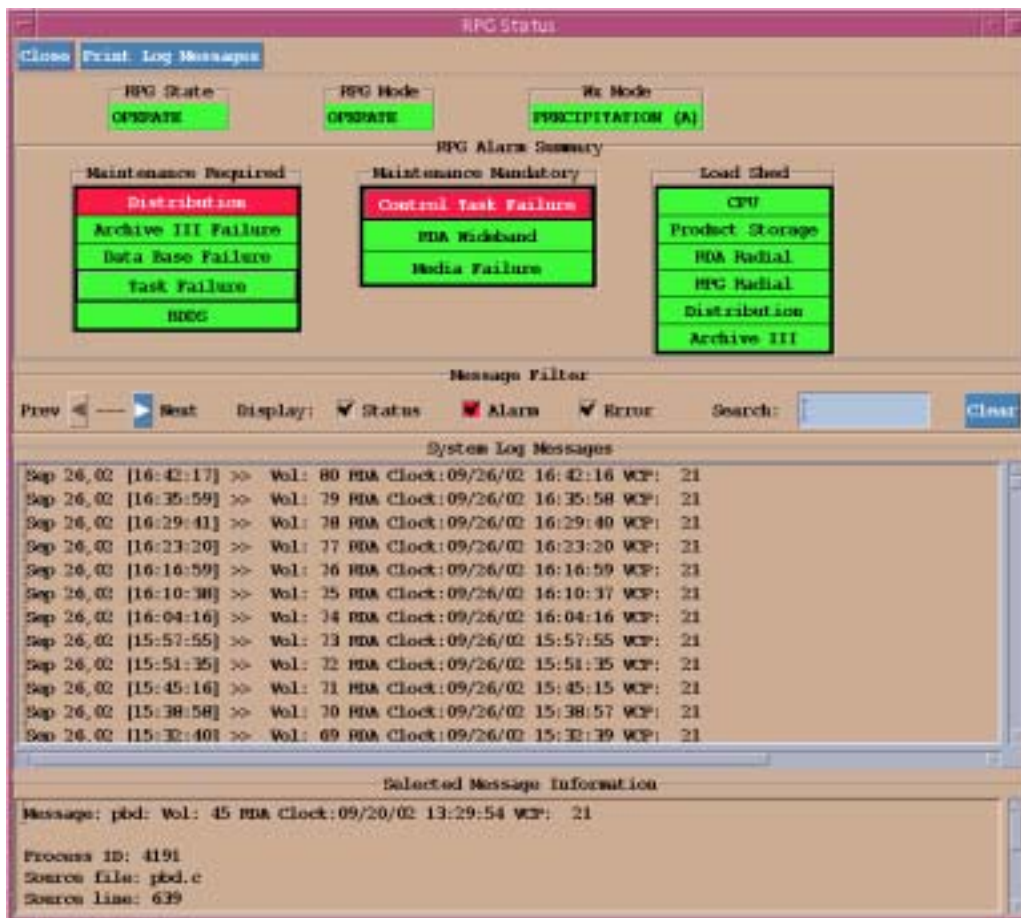 RPG Status
Close Print Log Messages
RPG State RPG Mode Wx Mode
OPERATE OPERATE PRECIPITATION (A)
RPG Alarm Summary
Maintenance Required Maintenance Mandatory Load Shed
Distribution Control Task Failure CPU
Archive III Failure RDA Wideband Product Storage
Data Base Failure Media Failure RDA Radial
Task Failure RPG Radial
BDDS Distribution
Archive III
Message Filter
Prev ---- Next Display: Status Alarm Error Search: Clear
System Log Messages
Sep 26,02 [16:42:17] >> Vol: 80 RDA Clock:09/26/02 16:42:16 VCP: 21
Sep 26,02 [16:35:59] >> Vol: 79 RDA Clock:09/26/02 16:35:58 VCP: 21
Sep 26,02 [16:29:41] >> Vol: 78 RDA Clock:09/26/02 16:29:40 VCP: 21
Sep 26,02 [16:23:20] >> Vol: 77 RDA Clock:09/26/02 16:23:20 VCP: 21
Sep 26,02 [16:16:59] >> Vol: 76 RDA Clock:09/26/02 16:16:59 VCP: 21
Sep 26,02 [16:10:38] >> Vol: 75 RDA Clock:09/26/02 16:10:37 VCP: 21
Sep 26,02 [16:04:16] >> Vol: 74 RDA Clock:09/26/02 16:04:16 VCP: 21
Sep 26,02 [15:57:55] >> Vol: 73 RDA Clock:09/26/02 15:57:55 VCP: 21
Sep 26,02 [15:51:35] >> Vol: 72 RDA Clock:09/26/02 15:51:35 VCP: 21
Sep 26,02 [15:45:16] >> Vol: 71 RDA Clock:09/26/02 15:45:15 VCP: 21
Sep 26,02 [15:38:58] >> Vol: 70 RDA Clock:09/26/02 15:38:57 VCP: 21
Sep 26,02 [15:32:40] >> Vol: 69 RDA Clock:09/26/02 15:32:39 VCP: 21
Selected Message Information
Message: pbd: Vol: 45 RDA Clock:09/20/02 13:29:54 VCP: 21
Process ID: 4191
Source file: pbd.c
Source line: 639